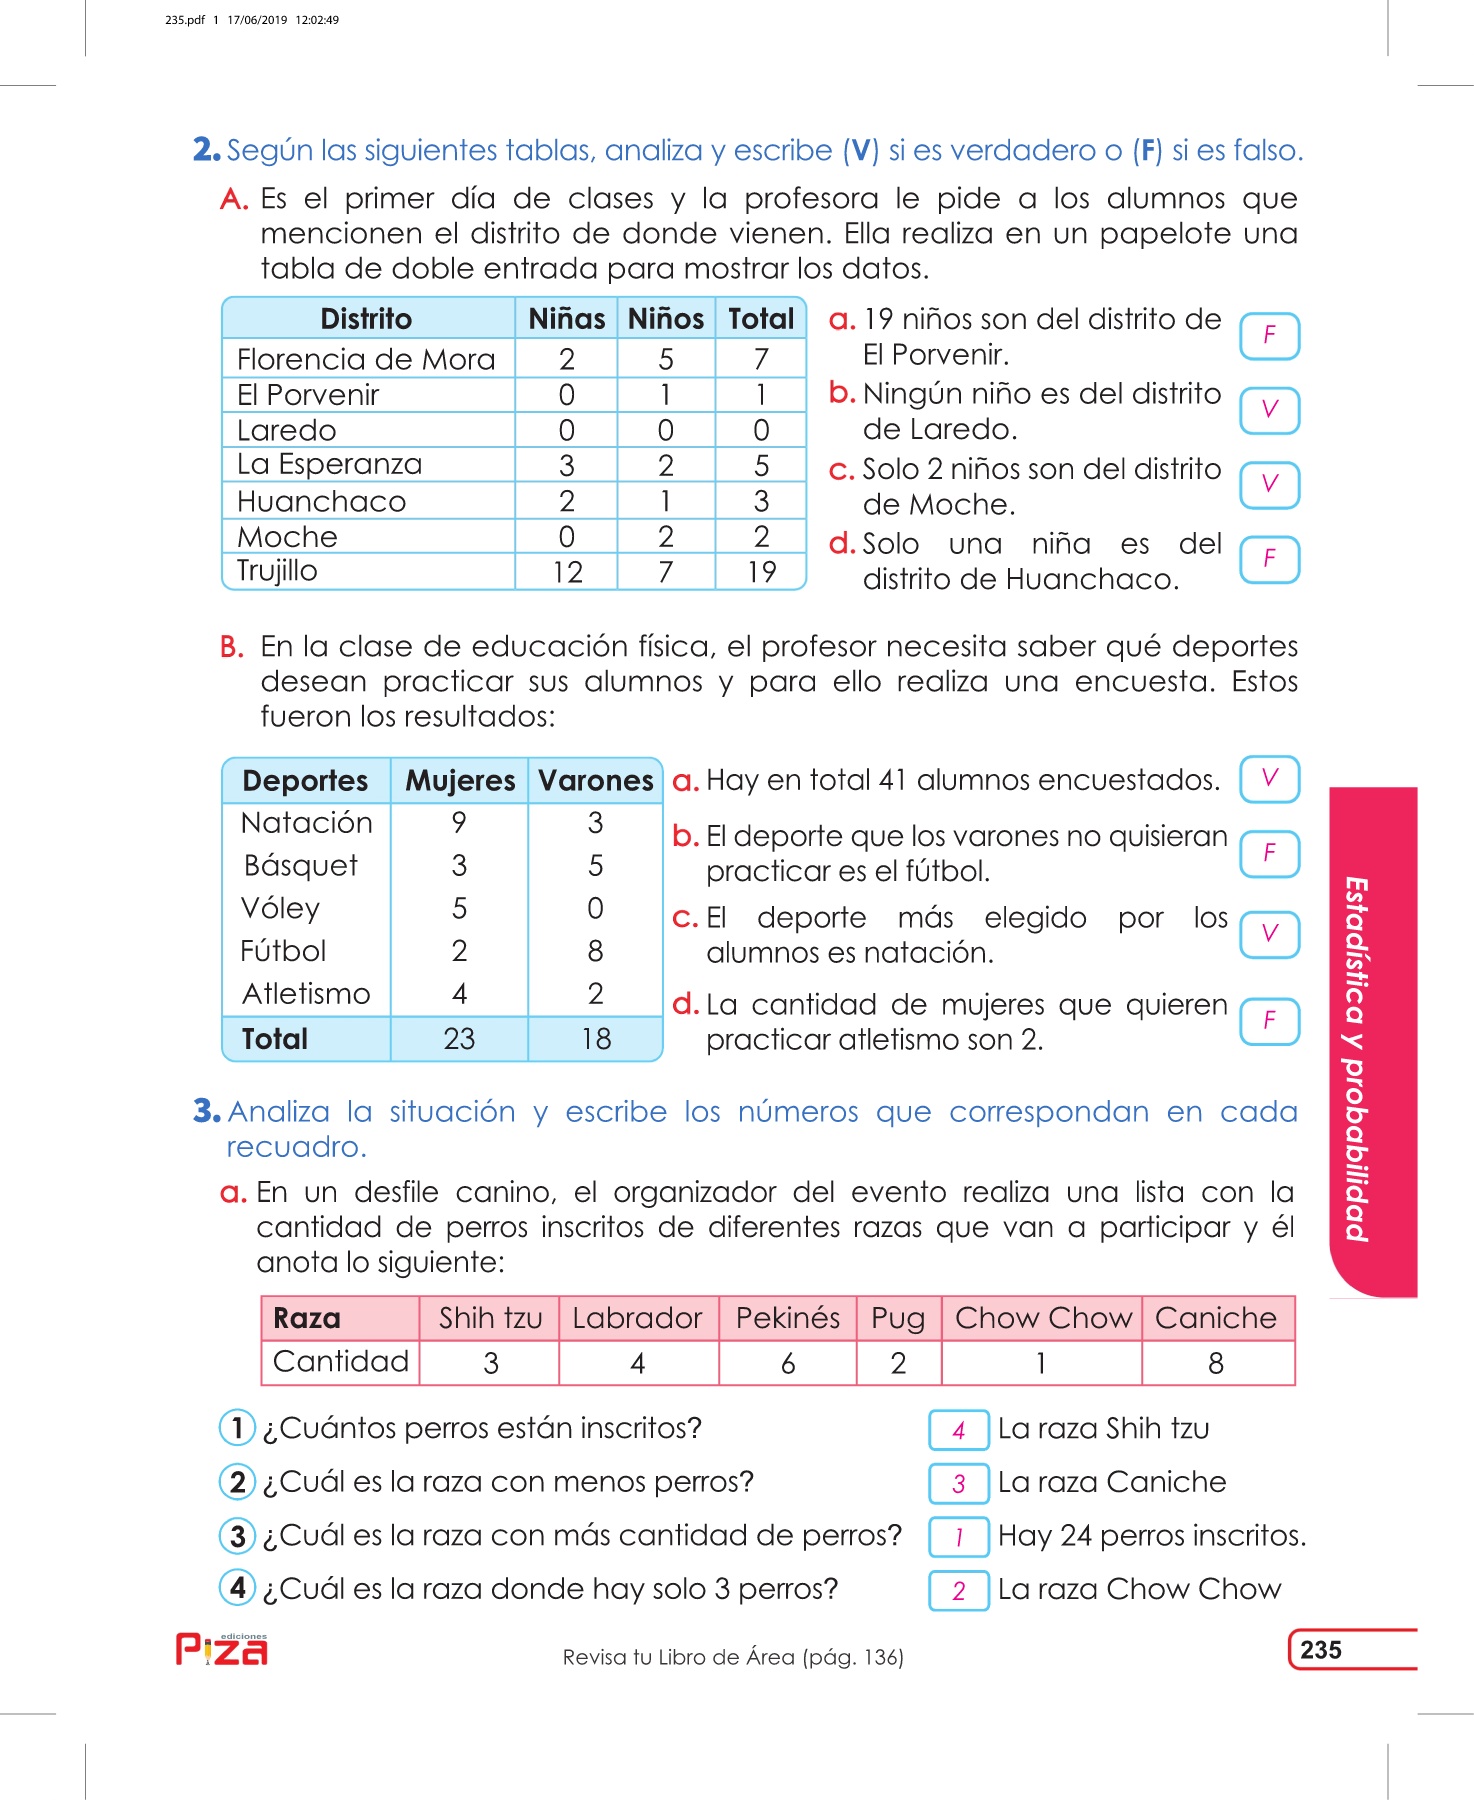 235.pdf 1 17/06/2019 12:02:49
2. Según las siguientes tablas, analiza y escribe (V) si es verdadero o (F) si es falso.
A. Es el primer día de clases y la profesora le pide a los alumnos que
mencionen el distrito de donde vienen. Ella realiza en un papelote una
tabla de doble entrada para mostrar los datos.
Distrito Niñas Niños Total
Florencia de Mora 2 5 7
El Porvenir 0 1 1
Laredo 0 0 0
La Esperanza 3 2 5
Huanchaco 2 1 3
Moche 0 2 2
Trujillo 12 7 19
a. 19 niños son del distrito de F
El Porvenir.
b. Ningún niño es del distrito V
de Laredo.
c. Solo 2 niños son del distrito V
de Moche.
d. Solo una niña es del F
distrito de Huanchaco.
B. En la clase de educación física, el profesor necesita saber qué deportes
desean practicar sus alumnos y para ello realiza una encuesta. Estos
fueron los resultados:
Deportes Mujeres Varones
Natación 9 3
Básquet 3 5
Vóley 5 0
Fútbol 2 8
Atletismo 4 2
Total 23 18
a. Hay en total 41 alumnos encuestados. V
b. El deporte que los varones no quisieran F
practicar es el fútbol.
c. El deporte más elegido por los V
alumnos es natación.
d. La cantidad de mujeres que quieren F
practicar atletismo son 2.
Estadística y probabilidad
3. Analiza la situación y escribe los números que correspondan en cada
recuadro.
a. En un desfile canino, el organizador del evento realiza una lista con la
cantidad de perros inscritos de diferentes razas que van a participar y él
anota lo siguiente:
Raza Shih tzu Labrador Pekinés Pug Chow Chow Caniche
Cantidad 3 4 6 2 1 8
1 ¿Cuántos perros están inscritos? 4 La raza Shih tzu
2 ¿Cuál es la raza con menos perros? 3 La raza Caniche
3 ¿Cuál es la raza con más cantidad de perros? 1 Hay 24 perros inscritos.
4 ¿Cuál es la raza donde hay solo 3 perros? 2 La raza Chow Chow
ediciones
Piza
Revisa tu Libro de Área (pág. 136)
235